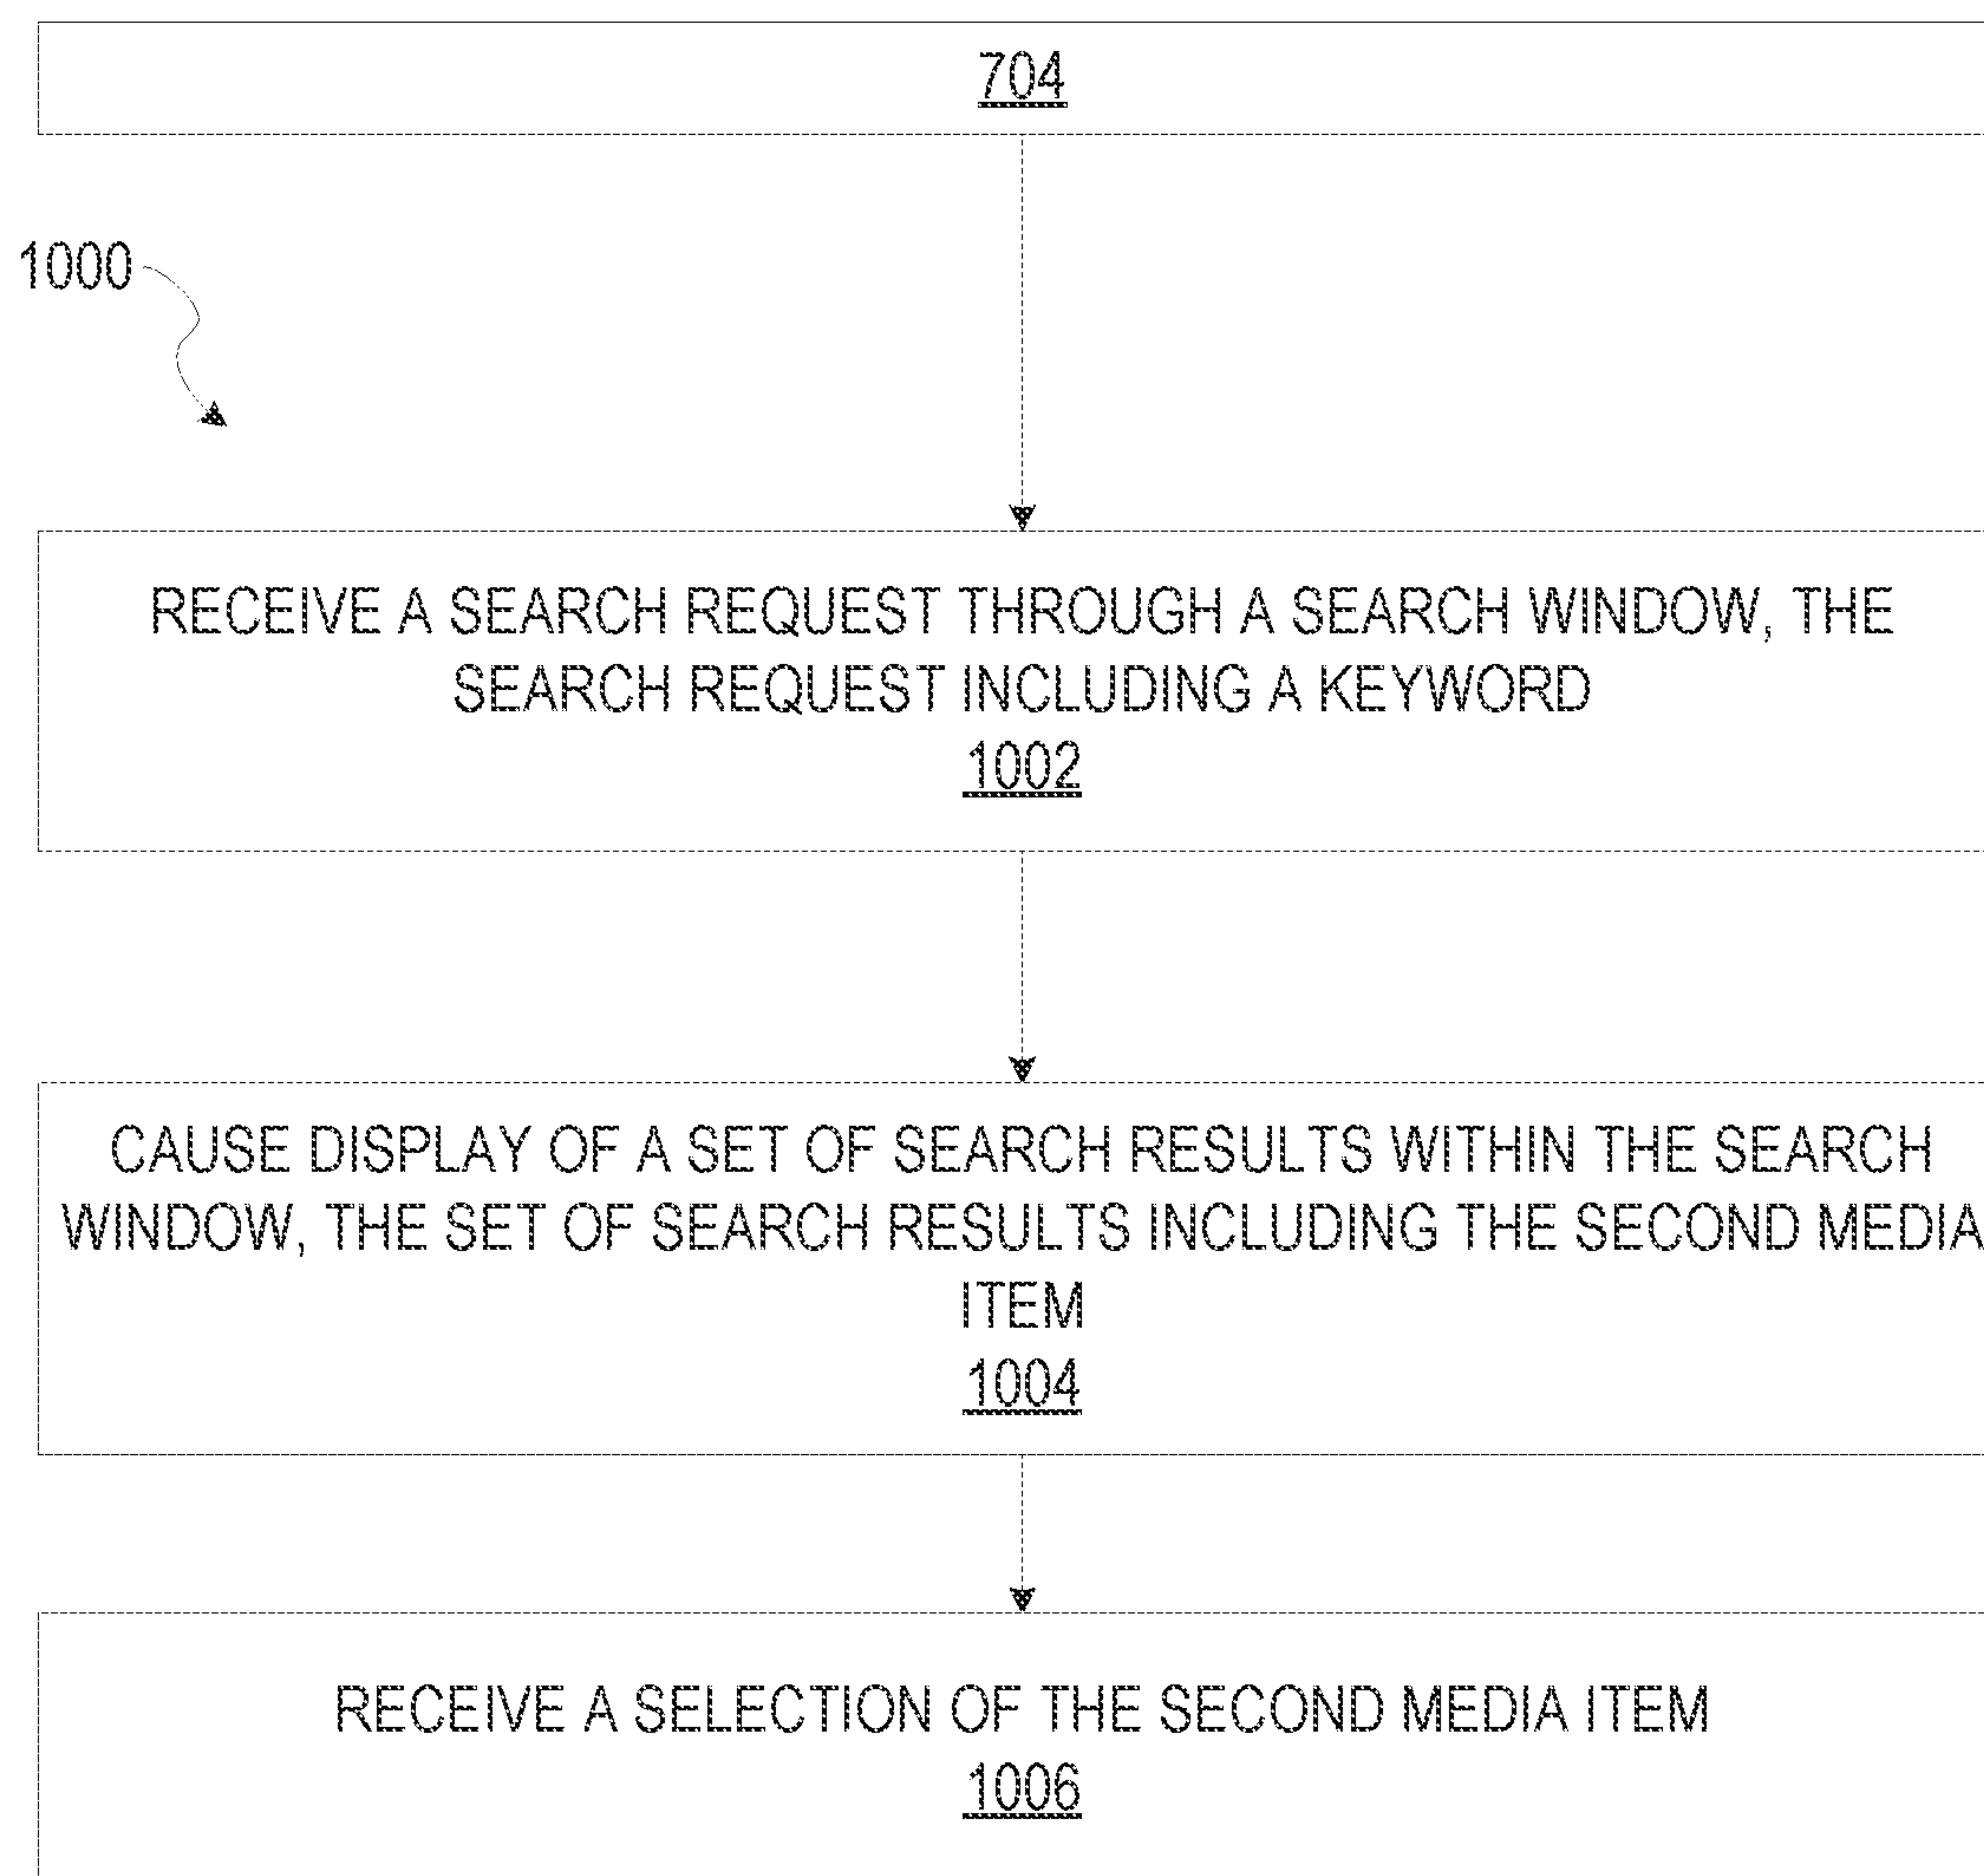 704
1000
RECEIVE A SEARCH REQUEST THROUGH A SEARCH WINDOW, THE
SEARCH REQUEST INCLUDING A KEYWORD
1002
CAUSE DISPLAY OF A SET OF SEARCH RESULTS WITHIN THE SEARCH
WINDOW, THE SET OF SEARCH RESULTS INCLUDING THE SECOND MEDIA
ITEM
1004
RECEIVE A SELECTION OF THE SECOND MEDIA ITEM
1006